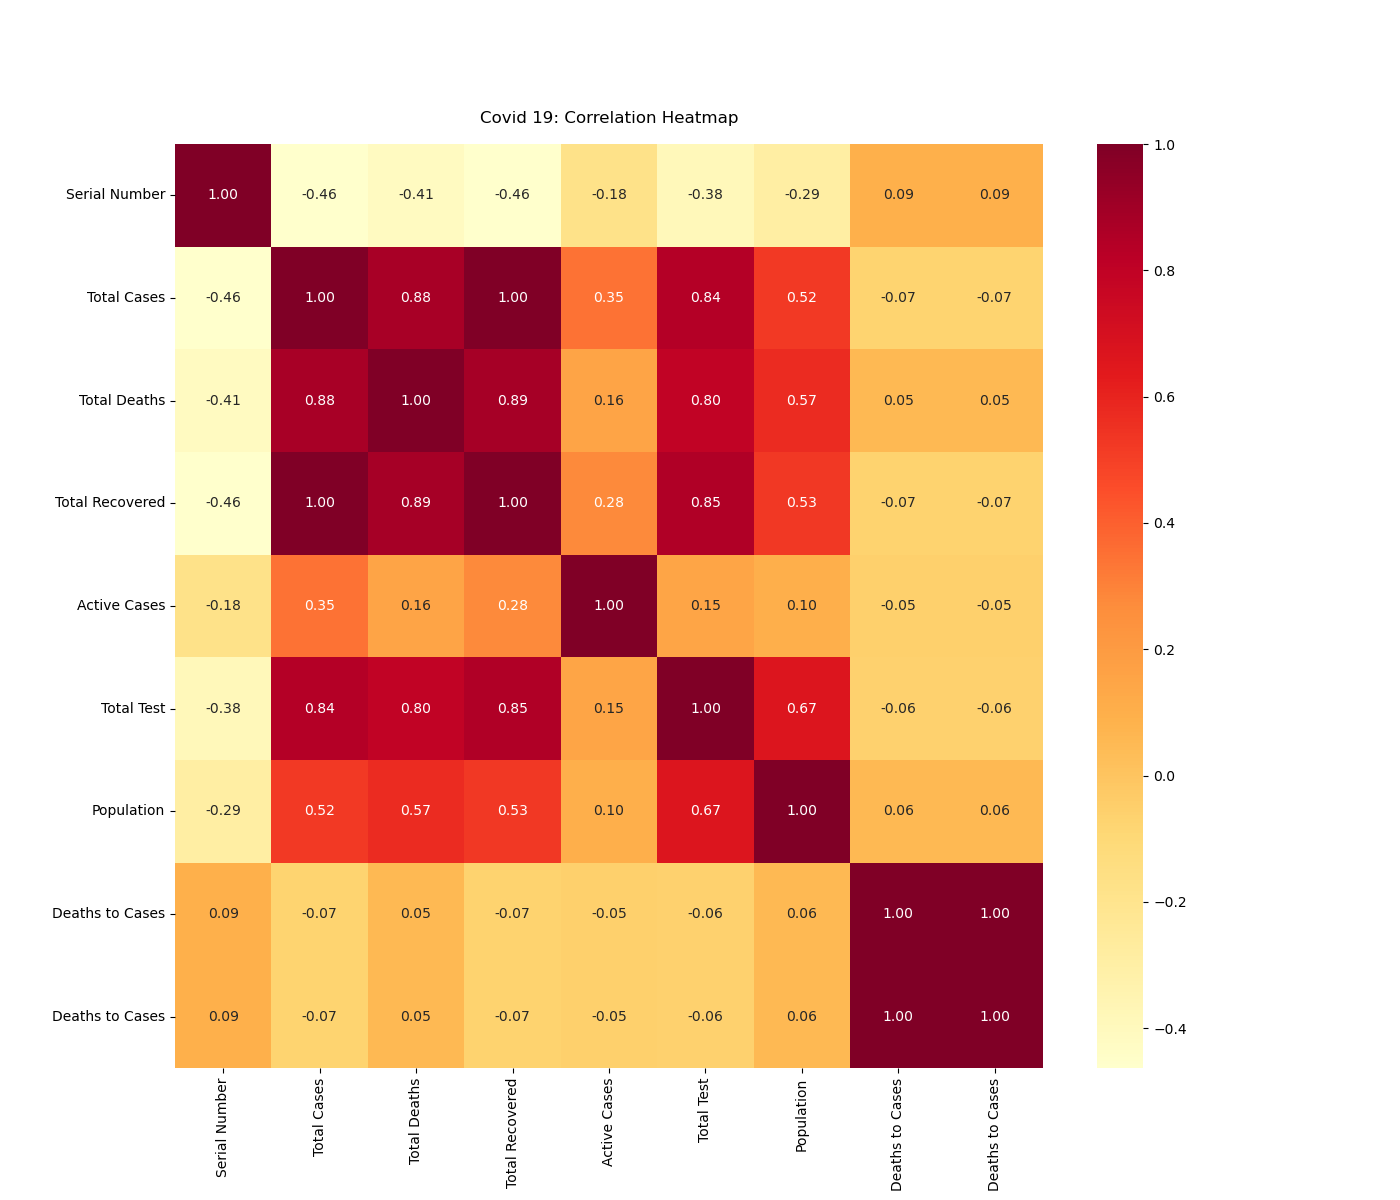 Covid 19: Correlation Heatmap
Serial Number 1.00 -0.46 -0.41 -0.46 -0.18 -0.38 -0.29 0.09 0.09
Total Cases -0.46 1.00 0.88 1.00 0.35 0.84 0.52 -0.07 -0.07
Total Deaths -0.41 0.88 1.00 0.89 0.16 0.80 0.57 0.05 0.05
Total Recovered -0.46 1.00 0.89 1.00 0.28 0.85 0.53 -0.07 -0.07
Active Cases -0.18 0.35 0.16 0.28 1.00 0.15 0.10 -0.05 -0.05
Total Test -0.38 0.84 0.80 0.85 0.15 1.00 0.67 -0.06 -0.06
Population -0.29 0.52 0.57 0.53 0.10 0.67 1.00 0.06 0.06
Deaths to Cases 0.09 -0.07 0.05 -0.07 -0.05 -0.06 0.06 1.00 1.00
Deaths to Cases 0.09 -0.07 0.05 -0.07 -0.05 -0.06 0.06 1.00 1.00
Serial Number
Total Cases
Total Deaths
Total Recovered
Active Cases
Total Test
Population
Deaths to Cases
Deaths to Cases
1.0
0.8
0.6
0.4
0.2
0.0
−0.2
−0.4